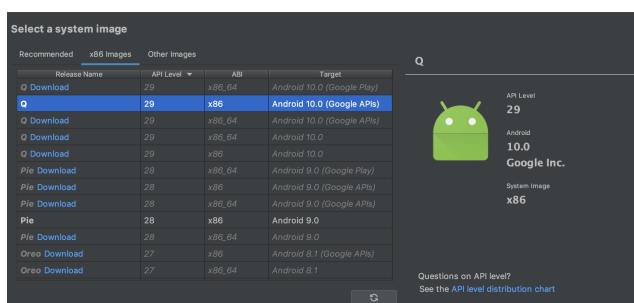 Select a system image
Recommended x86 Images Other Images
Release Name API Level ABI Target
Q Download 29 x86_64 Android 10.0 (Google Play)
Q 29 x86 Android 10.0 (Google APIs)
Q Download 29 x86_64 Android 10.0 (Google APIs)
Q Download 29 x86_64 Android 10.0
Q Download 29 x86 Android 10.0
Pie Download 28 x86_64 Android 9.0 (Google Play)
Pie Download 28 x86 Android 9.0 (Google APIs)
Pie Download 28 x86_64 Android 9.0 (Google APIs)
Pie 28 x86 Android 9.0
Pie Download 28 x86_64 Android 9.0
Oreo Download 27 x86 Android 8.1 (Google APIs)
Oreo Download 27 x86_64 Android 8.1
Q
API Level
29
Android
10.0
Google Inc.
System Image
x86
Questions on API level?
See the API level distribution chart